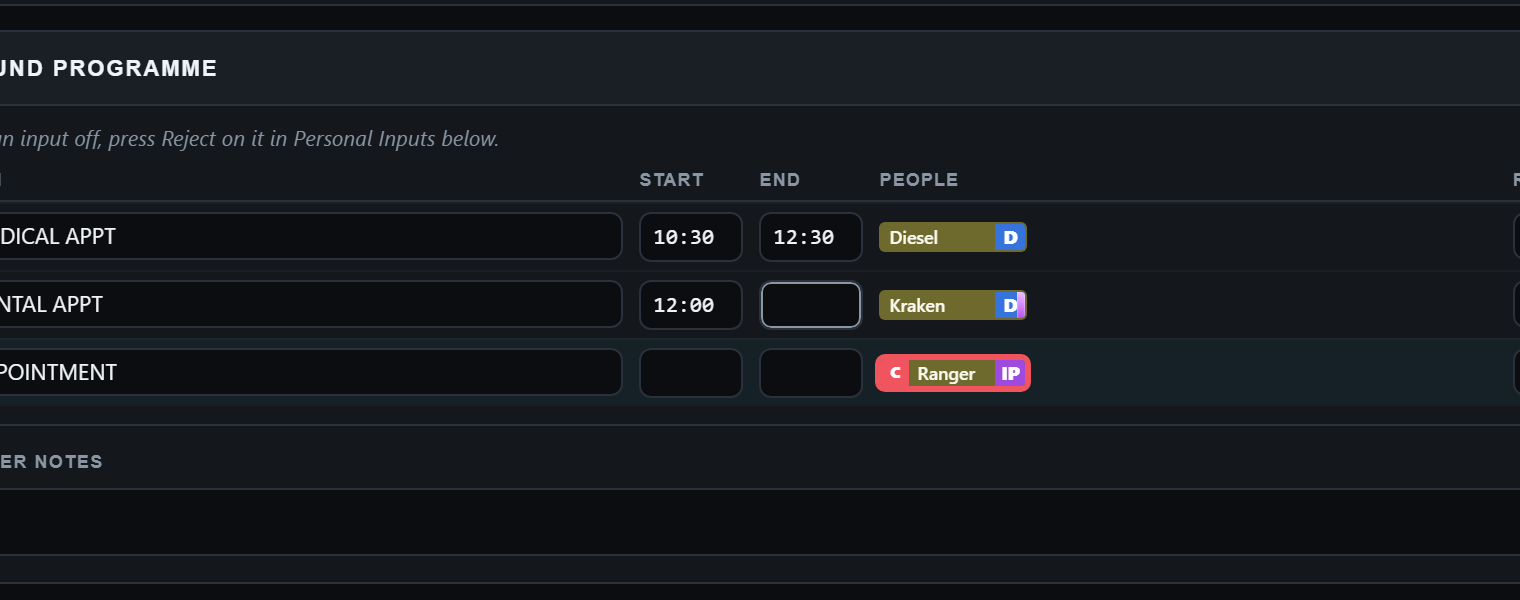 UND PROGRAMME
n input off, press Reject on it in Personal Inputs below.
START END PEOPLE
DICAL APPT 10:30 12:30 Diesel D
NTAL APPT 12:00 Kraken D
POINTMENT C Ranger IP
ER NOTES